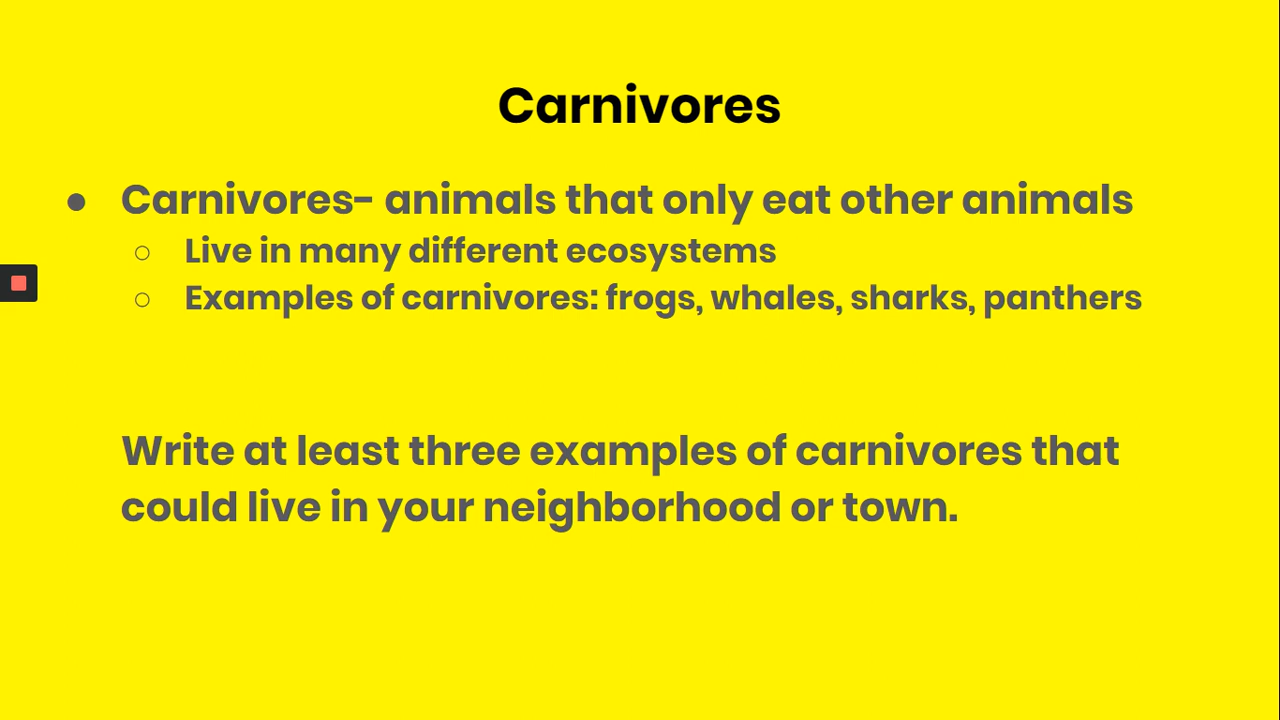 Carnivores
● Carnivores- animals that only eat other animals
○ Live in many different ecosystems
○ Examples of carnivores: frogs, whales, sharks, panthers
Write at least three examples of carnivores that
could live in your neighborhood or town.